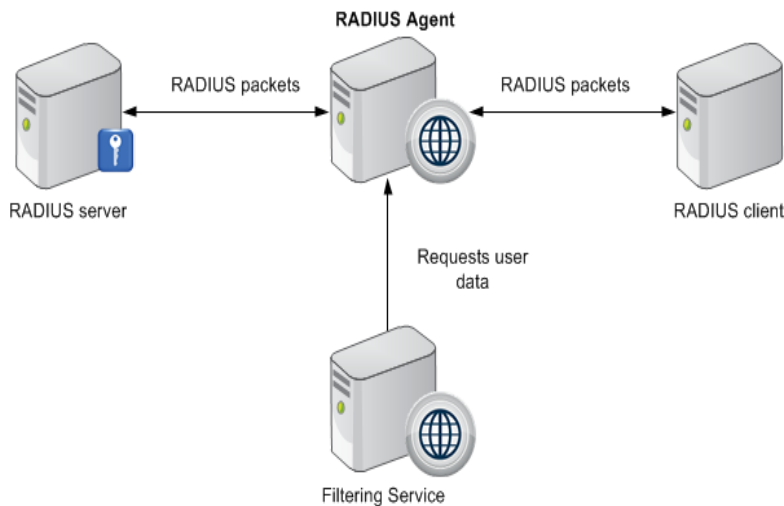 RADIUS Agent
RADIUS packets
RADIUS packets
RADIUS server
RADIUS client
Requests user
data
Filtering Service